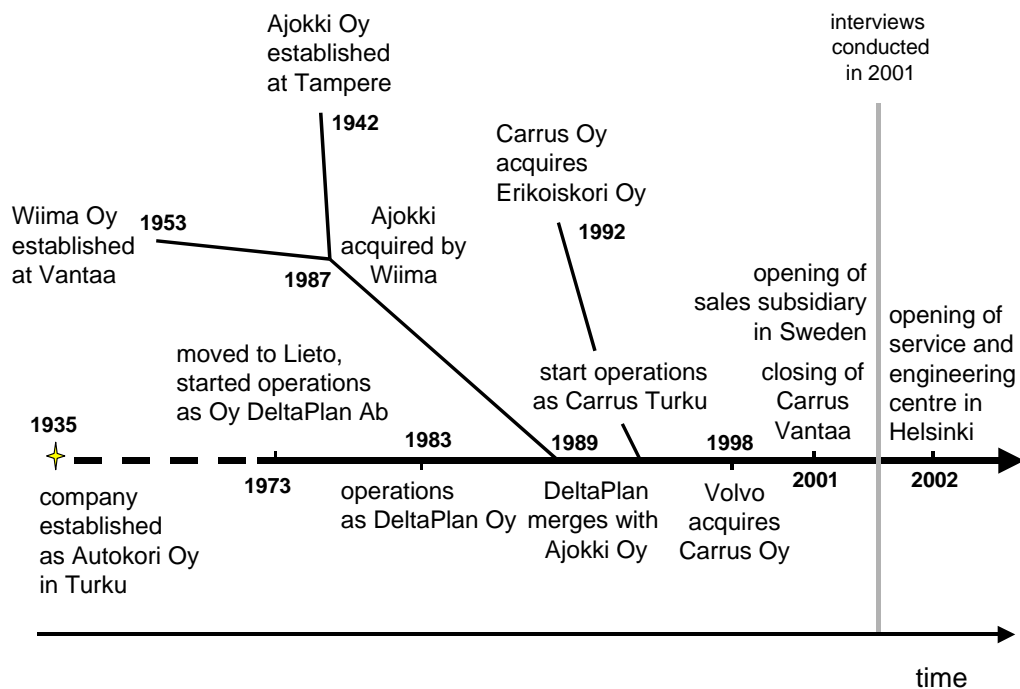 Ajokki Oy
established
at Tampere
1942
interviews
conducted
in 2001
Carrus Oy
acquires
Erikoiskori Oy
1992
Wiima Oy
established
at Vantaa
1953
1987
Ajokki
acquired by
Wiima
opening of
sales subsidiary
in Sweden
opening of
service and
engineering
centre in
Helsinki
moved to Lieto,
started operations
as Oy DeltaPlan Ab
start operations
as Carrus Turku
closing of
Carrus
Vantaa
1935
1983
1989
1998
1973
2001
2002
company
established
as Autokori Oy
in Turku
operations
as DeltaPlan Oy
DeltaPlan
merges with
Ajokki Oy
Volvo
acquires
Carrus Oy
time